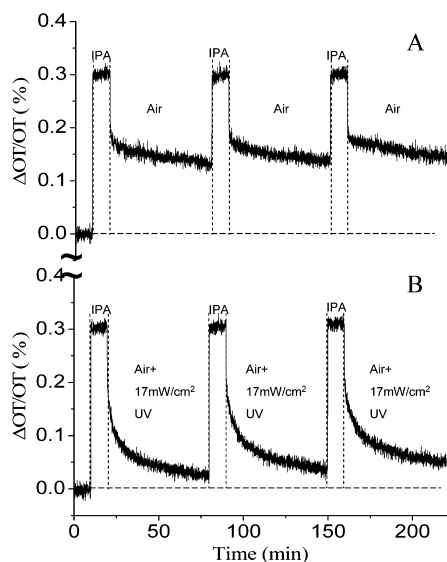 A
IPA IPA IPA
Air Air Air
ΔOT/OT (%)
0.4
0.3
0.2
0.1
0.0
B
IPA IPA IPA
Air+ Air+ Air+
17mW/cm² 17mW/cm² 17mW/cm²
UV UV UV
ΔOT/OT (%)
0.4
0.3
0.2
0.1
0.0
0 50 100 150 200
Time (min)